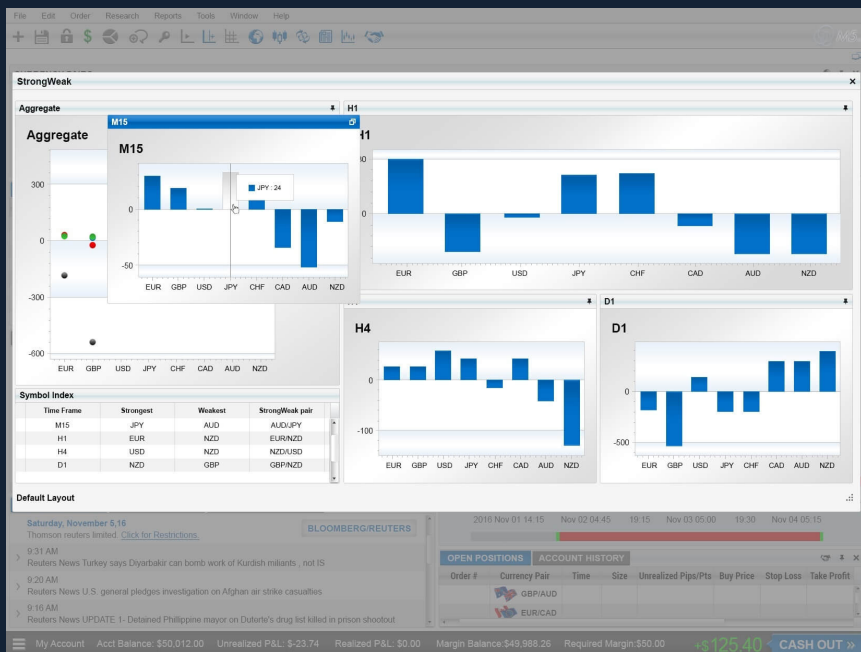 File Edit Order Research Reports Tools Window Help
StrongWeak
Aggregate
H1
Aggregate
300
0
-300
-600
EUR GBP USD JPY CHF CAD AUD NZD
M15
M15
0
-50
JPY : 24
EUR GBP USD JPY CHF CAD AUD NZD
0
EUR GBP USD JPY CHF CAD AUD NZD
H4
0
-100
EUR GBP USD JPY CHF CAD AUD NZD
D1
D1
0
-500
EUR GBP USD JPY CHF CAD AUD NZD
Symbol Index
Time Frame Strongest Weakest StrongWeak pair
M15 JPY AUD AUD/JPY
H1 EUR NZD EUR/NZD
H4 USD NZD NZD/USD
D1 NZD GBP GBP/NZD
Default Layout
Saturday, November 5,16
Thomson reuters limited. Click for Restrictions.
BLOOMBERG/REUTERS
9:31 AM
Reuters News Turkey says Diyarbakir can bomb work of Kurdish miliants , not IS
9:20 AM
Reuters News U.S. general pledges investigation on Afghan air strike casualties
9:16 AM
Reuters News UPDATE 1- Detained Philippine mayor on Duterte's drug list killed in prison shootout
2016 Nov 01 14:15 Nov 02 04:45 19:15 Nov 03 05:00 19:30 Nov 04 05:15
OPEN POSITIONS ACCOUNT HISTORY
Order # Currency Pair Time Size Unrealized Pips/Pts Buy Price Stop Loss Take Profit
GBP/AUD
EUR/CAD
My Account Acct Balance: $50,012.00 Unrealized P&L: $-23.74 Realized P&L: $0.00 Margin Balance:$49,988.26 Required Margin:$50.00 +$125.40 CASH OUT »